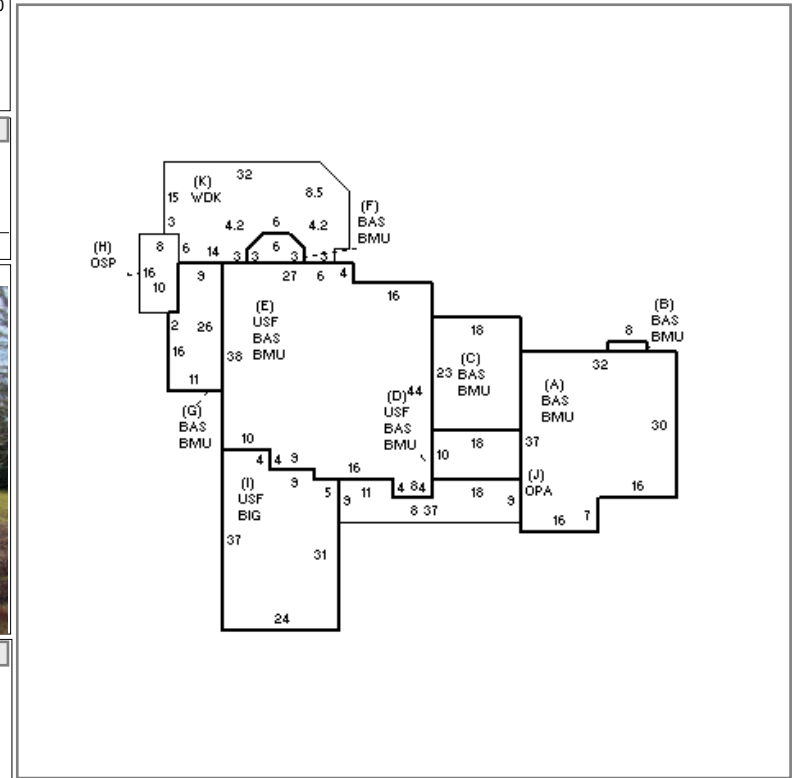 32
(K)
WDK
15
8.5
3
4.2
6
4.2
(F)
BAS
BMU
(H)
OSP
8
6
14
3
3
6
3
3
16
10
9
27
6
4
16
(E)
USF
BAS
BMU
(B)
BAS
BMU
8
2
26
18
32
16
38
23
(C)
BAS
BMU
(A)
BAS
BMU
11
44
(D)
USF
BAS
BMU
30
(G)
BAS
BMU
10
4
4
9
16
10
18
37
(J)
OPA
9
5
9
11
4
8
4
18
9
16
(I)
USF
BIG
8
37
16
7
37
31
24